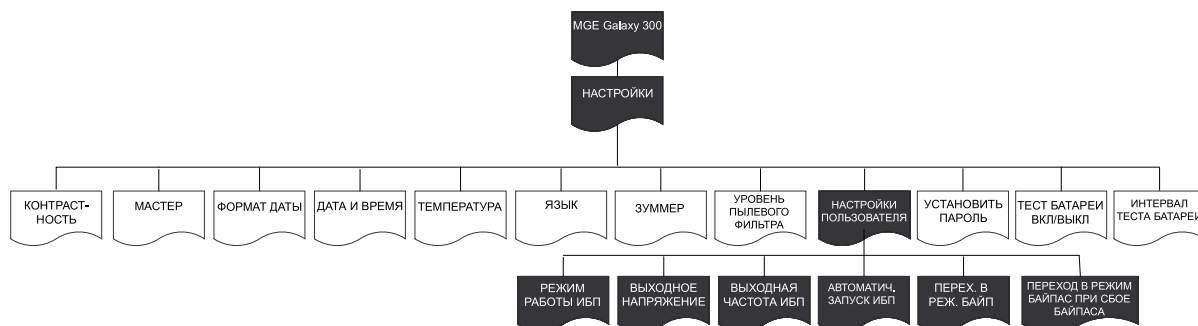 MGE Galaxy 300
НАСТРОЙКИ
КОНТРАСТ-
НОСТЬ
МАСТЕР
ФОРМАТ ДАТЫ
ДАТА И ВРЕМЯ
ТЕМПЕРАТУРА
ЯЗЫК
ЗУММЕР
УРОВЕНЬ
ПЫЛЕВОГО
ФИЛЬТРА
НАСТРОЙКИ
ПОЛЬЗОВАТЕЛЯ
УСТАНОВИТЬ
ПАРОЛЬ
ТЕСТ БАТАРЕИ
ВКЛ/ВЫКЛ
ИНТЕРВАЛ
ТЕСТА БАТАРЕИ
РЕЖИМ
РАБОТЫ ИБП
ВЫХОДНОЕ
НАПРЯЖЕНИЕ
ВЫХОДНАЯ
ЧАСТОТА ИБП
АВТОМАТИЧ.
ЗАПУСК ИБП
ПЕРЕХ. В
РЕЖ. БАЙП
ПЕРЕХОД В РЕЖИМ
БАЙПАС ПРИ СБОЕ
БАЙПАСА